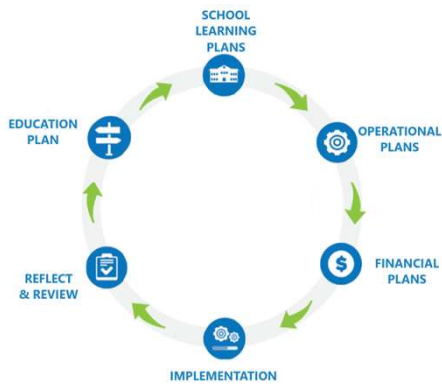 SCHOOL
LEARNING
PLANS
EDUCATION
PLAN
OPERATIONAL
PLANS
$
FINANCIAL
PLANS
REFLECT
& REVIEW
IMPLEMENTATION